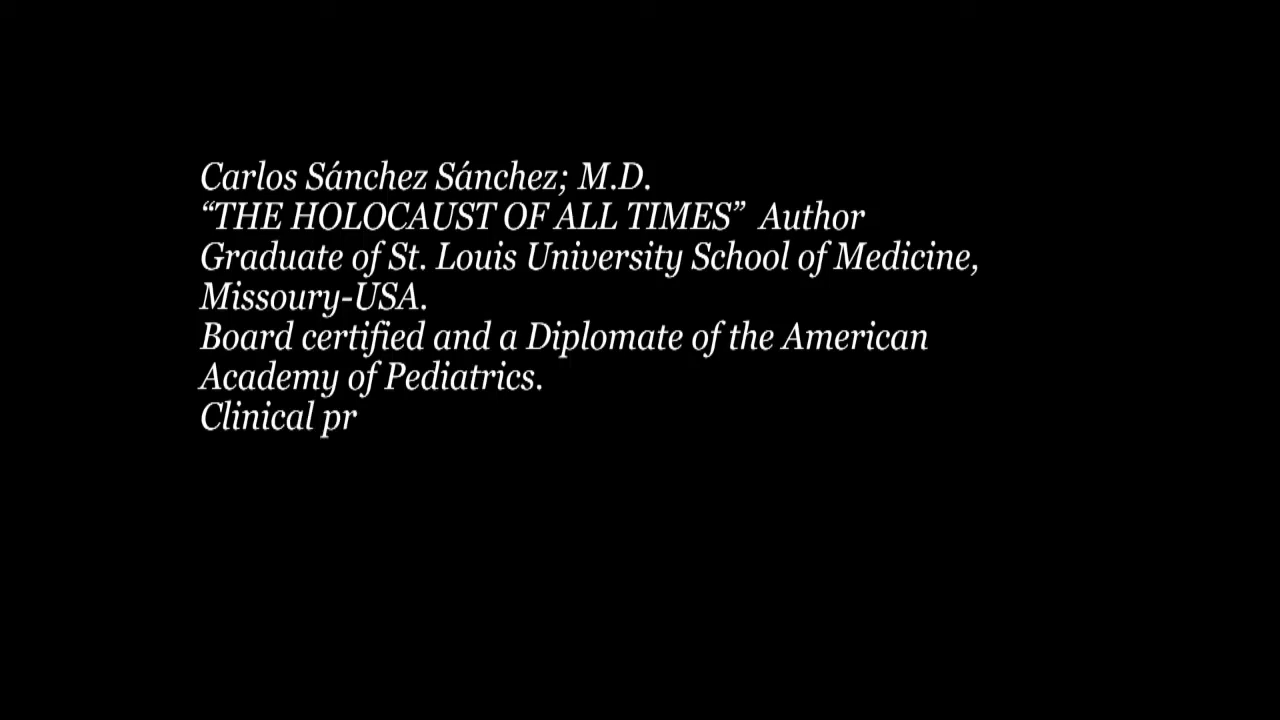 Carlos Sánchez Sánchez; M.D.
“THE HOLOCAUST OF ALL TIMES” Author
Graduate of St. Louis University School of Medicine,
Missoury-USA.
Board certified and a Diplomate of the American
Academy of Pediatrics.
Clinical pr